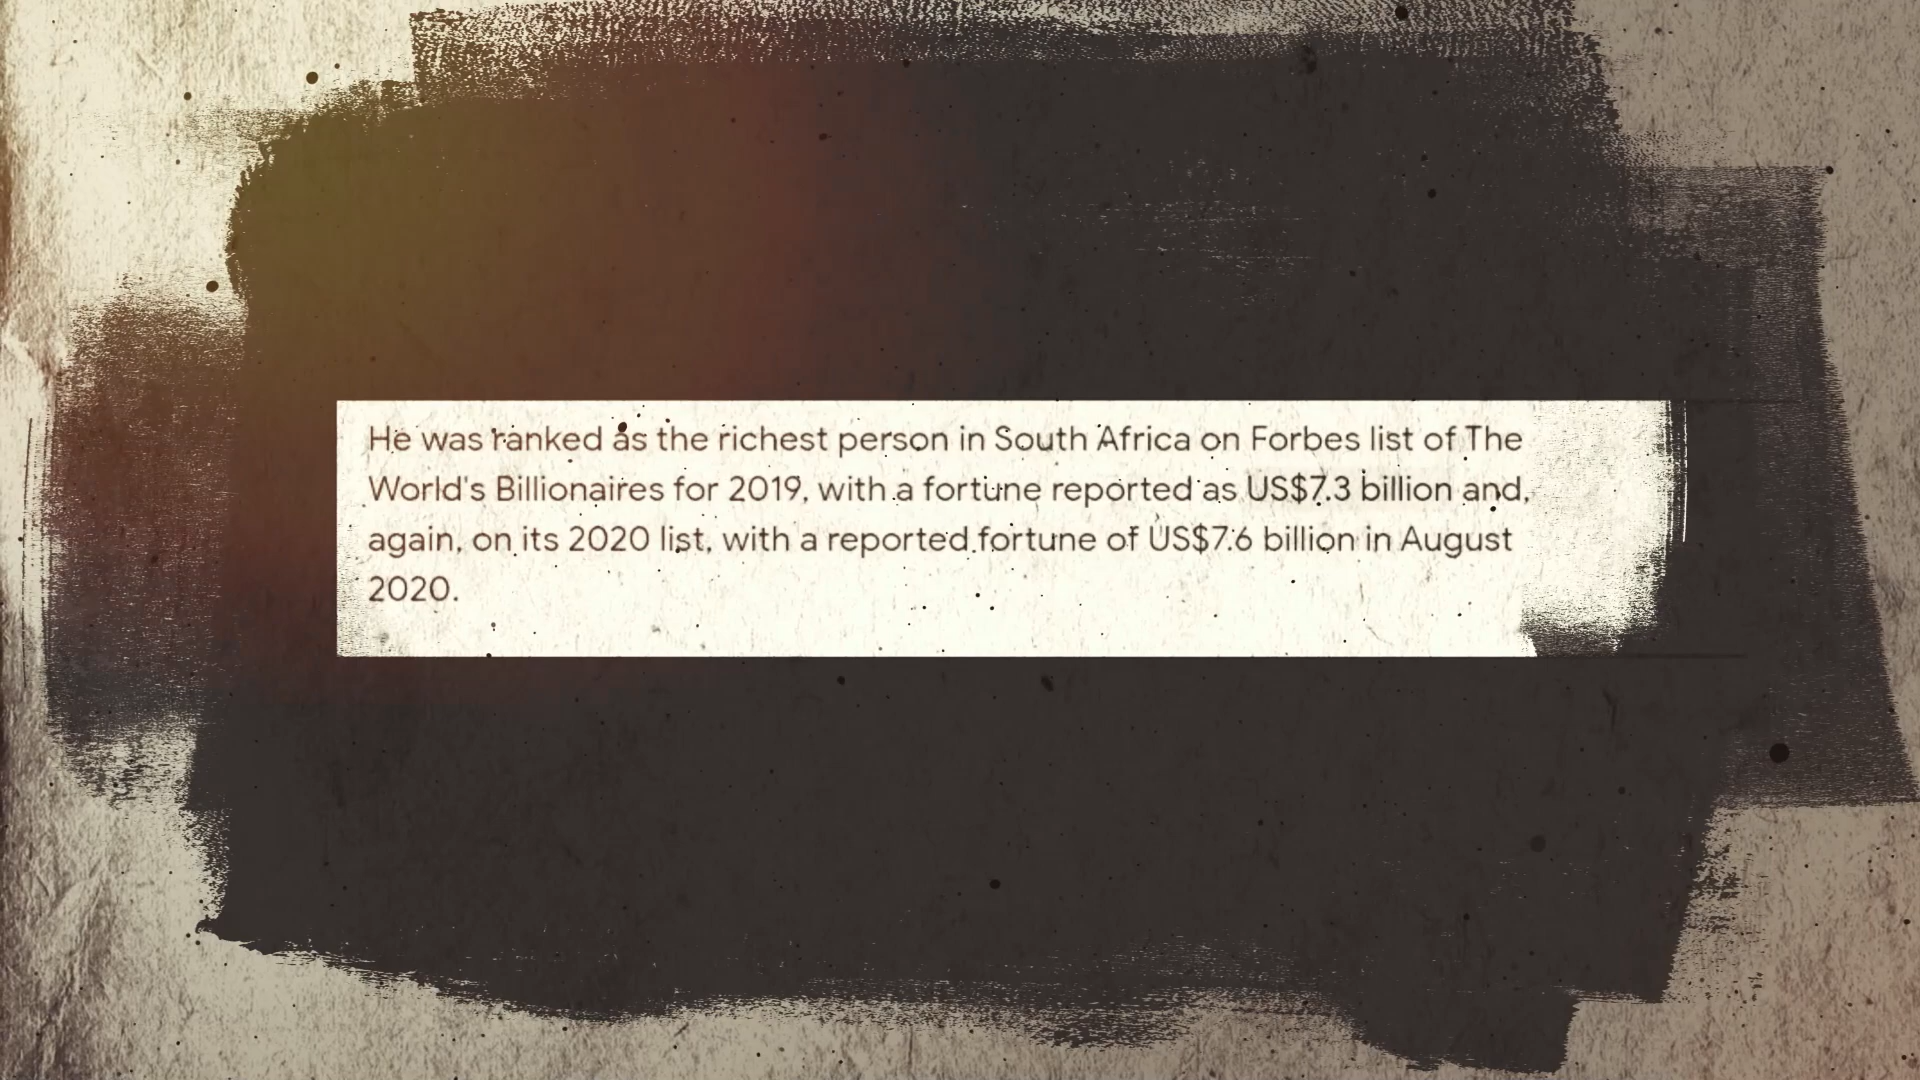 He was ranked as the richest person in South Africa on Forbes list of The
World's Billionaires for 2019, with a fortune reported as US$7.3 billion and,
again, on its 2020 list, with a reported fortune of US$7.6 billion in August
2020.